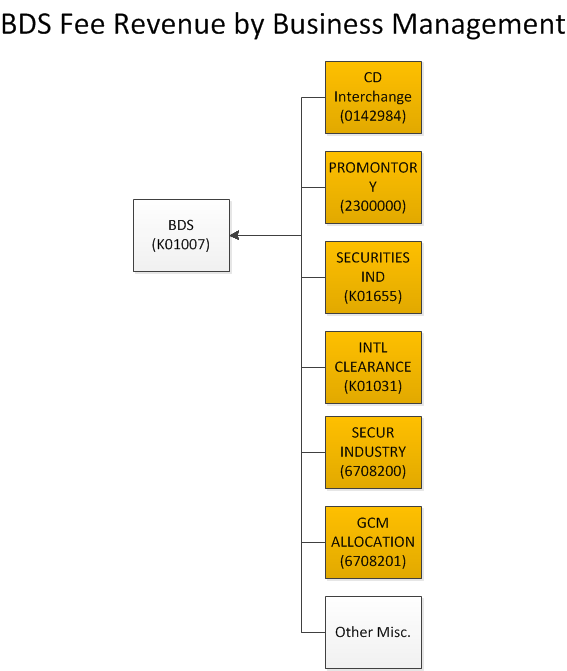 BDS Fee Revenue by Business Management
CD
Interchange
(0142984)
PROMONTOR
Y
(2300000)
BDS
(K01007)
SECURITIES
IND
(K01655)
INTL
CLEARANCE
(K01031)
SECUR
INDUSTRY
(6708200)
GCM
ALLOCATION
(6708201)
Other Misc.